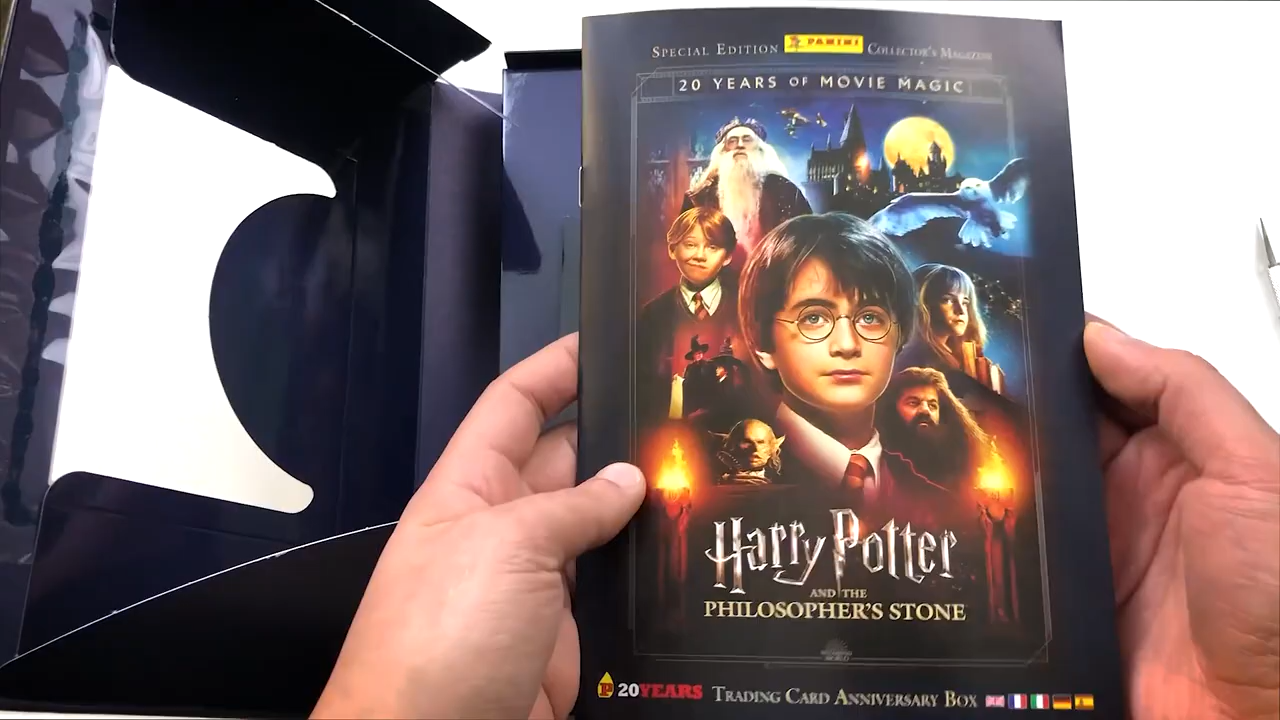 SPECIAL EDITION PANINI COLLECTOR'S MAGAZINE
20 YEARS OF MOVIE MAGIC
Harry Potter
AND THE
PHILOSOPHER'S STONE
P 20YEARS TRADING CARD ANNIVERSARY BOX